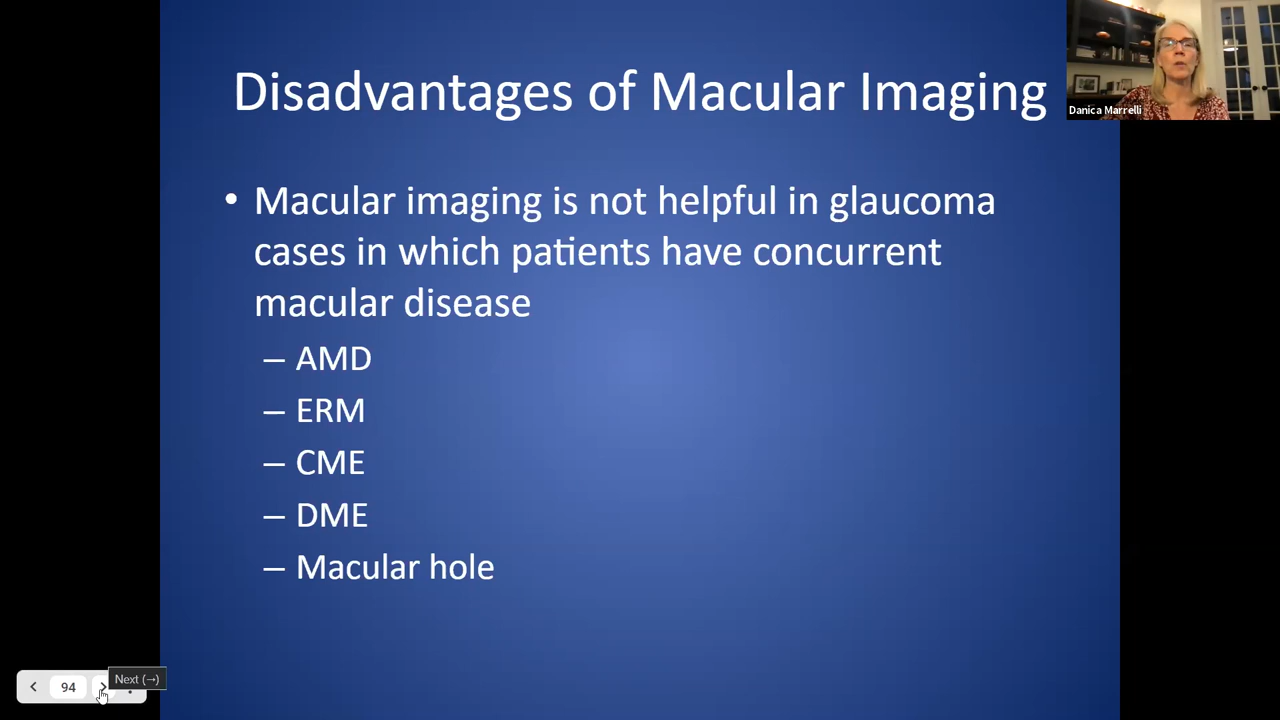 Disadvantages of Macular Imaging
Danica Marrelli
• Macular imaging is not helpful in glaucoma
cases in which patients have concurrent
macular disease
– AMD
– ERM
– CME
– DME
– Macular hole
Next (→)
94